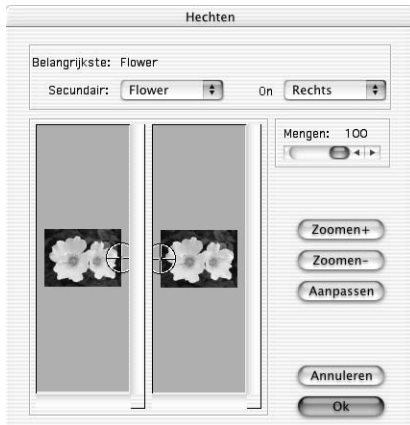 Hechten
Belangrijkste: Flower
Secundair: Flower On Rechts
Mengen: 100
Zoomen+
Zoomen-
Aanpassen
Annuleren
Ok